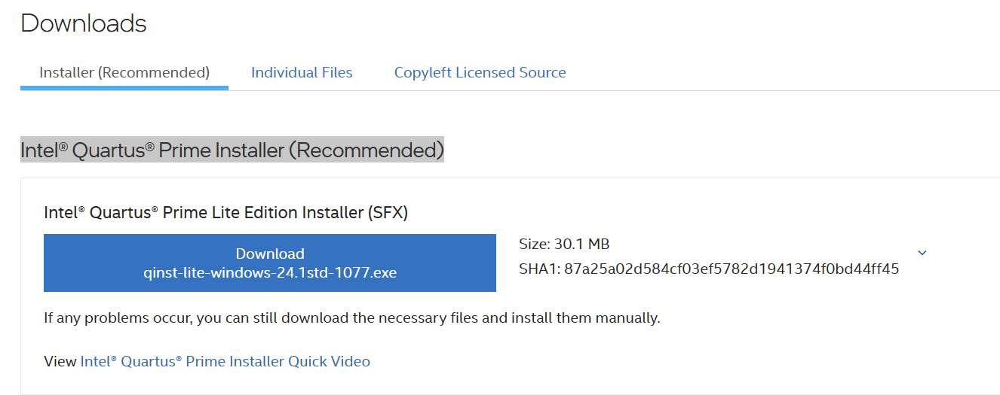 Downloads
Installer (Recommended)
Individual Files
Copyleft Licensed Source
Intel® Quartus® Prime Installer (Recommended)
Intel® Quartus® Prime Lite Edition Installer (SFX)
Download
qinst-lite-windows-24.1std-1077.exe
Size: 30.1 MB
SHA1: 87a25a02d584cf03ef5782d1941374f0bd44ff45
If any problems occur, you can still download the necessary files and install them manually.
View Intel® Quartus® Prime Installer Quick Video